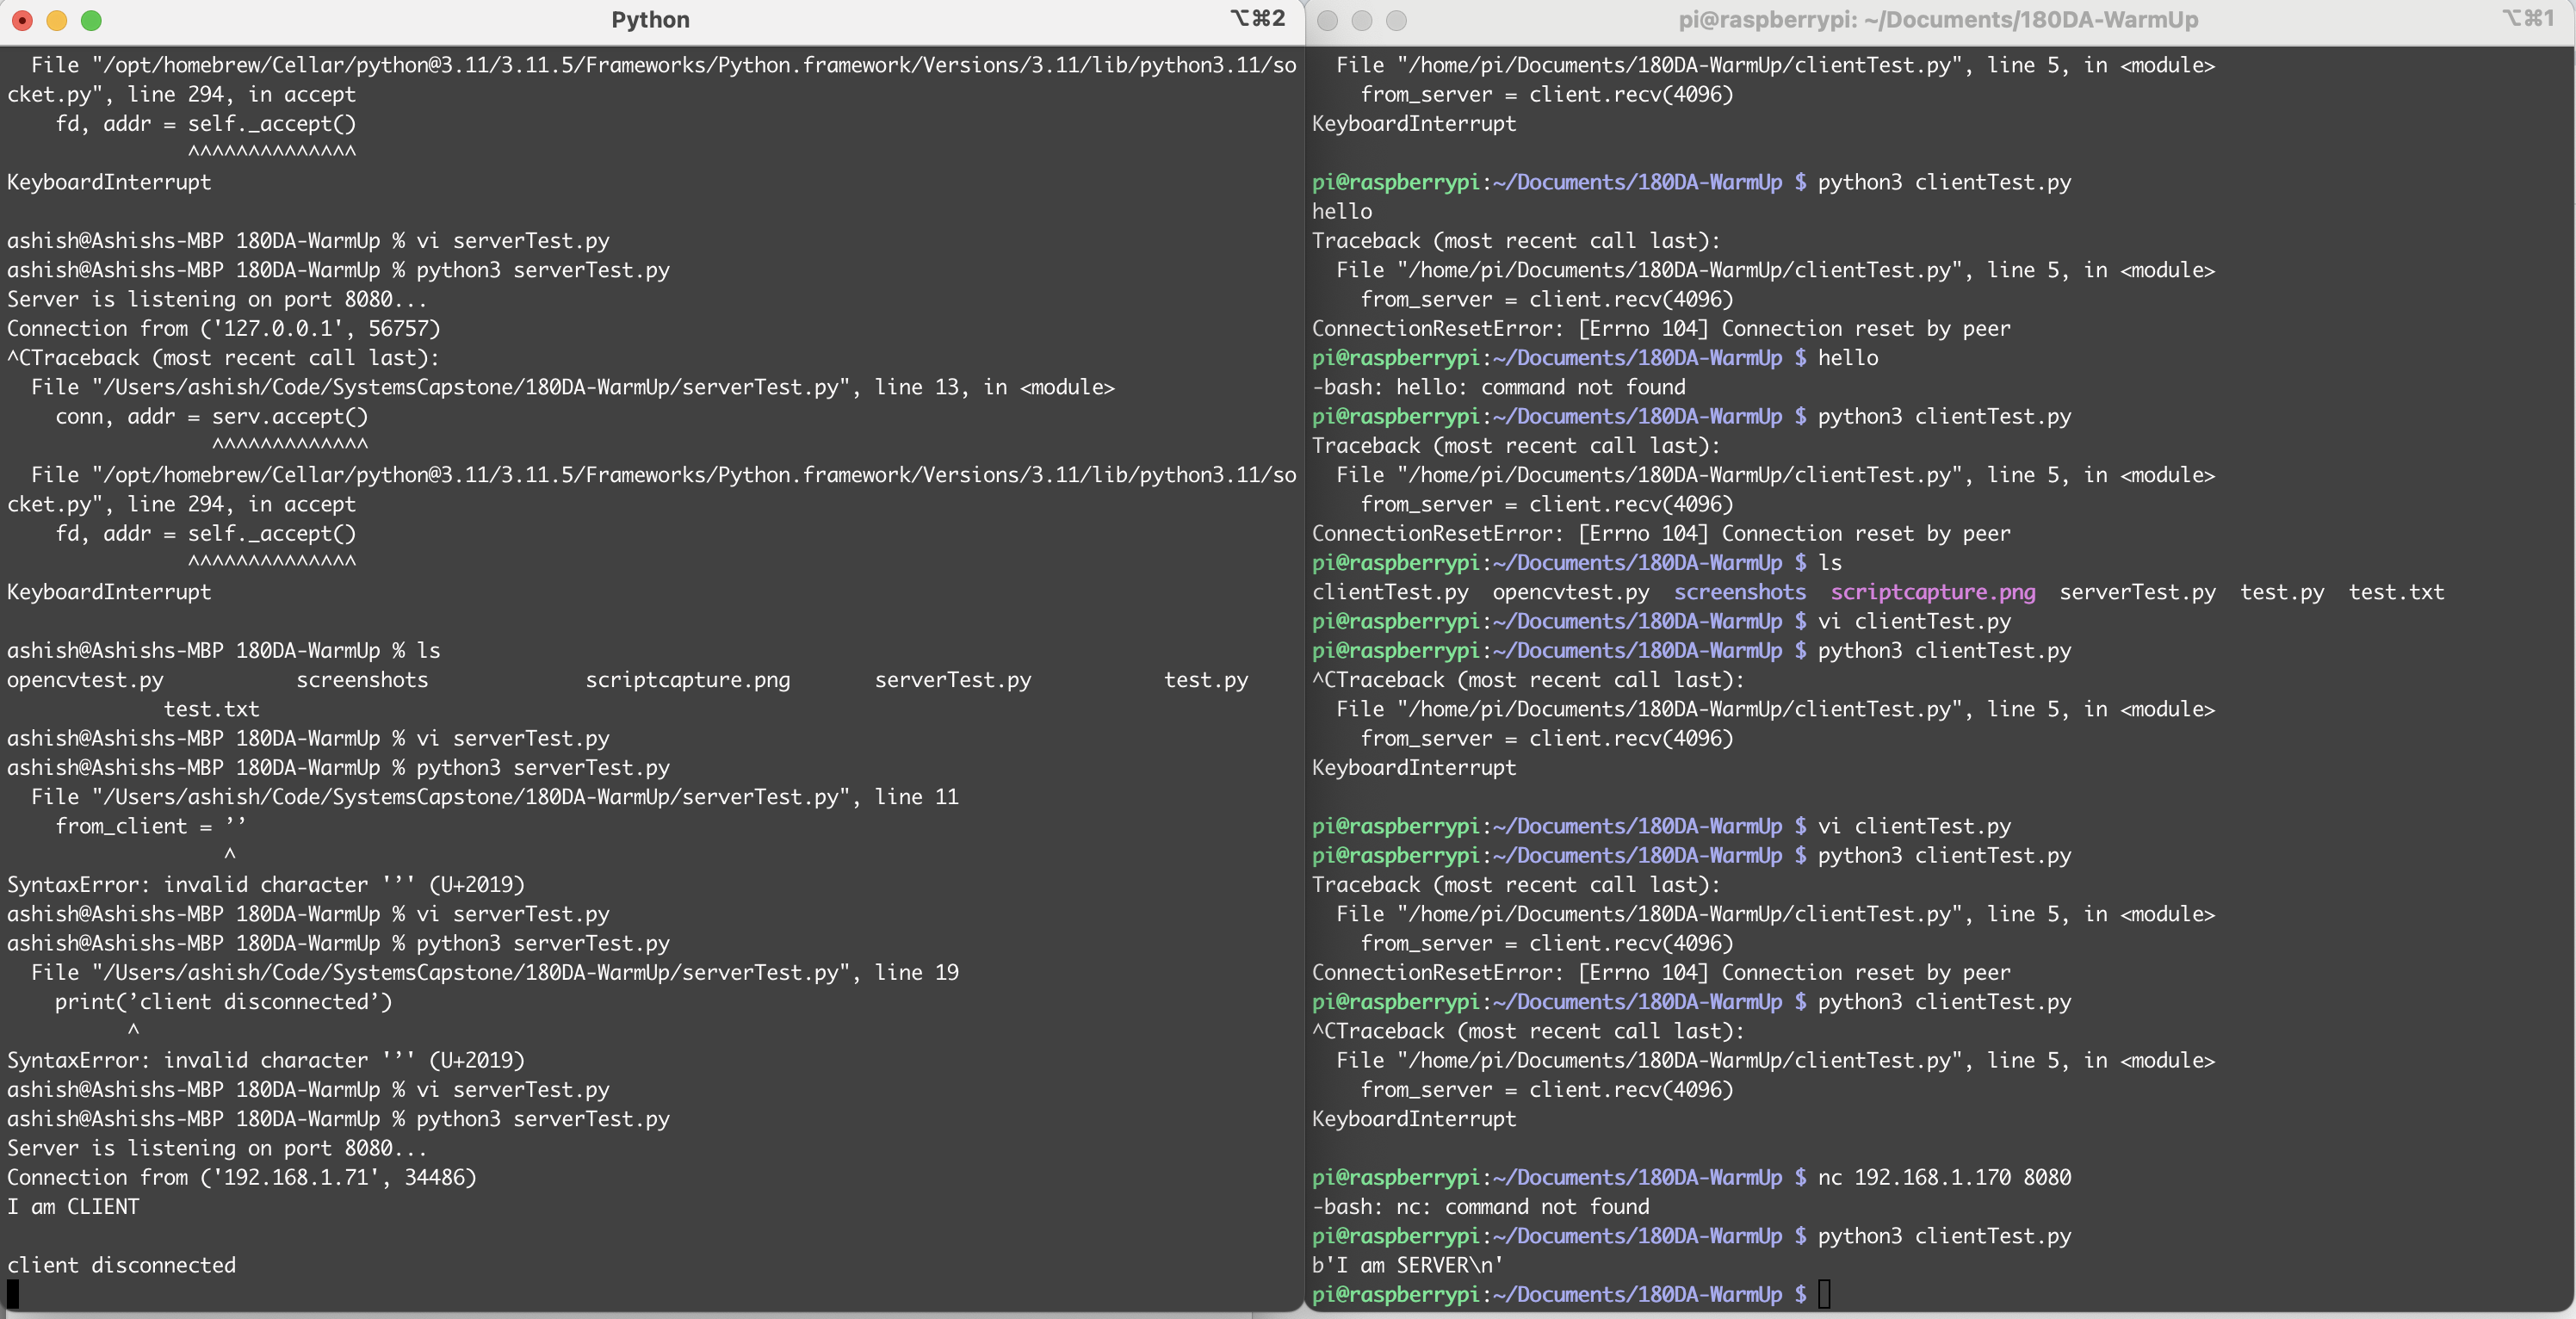 Python
⌥⌘2
  File "/opt/homebrew/Cellar/python@3.11/3.11.5/Frameworks/Python.framework/Versions/3.11/lib/python3.11/so
cket.py", line 294, in accept
    fd, addr = self._accept()
               ^^^^^^^^^^^^^^
KeyboardInterrupt
ashish@Ashishs-MBP 180DA-WarmUp % vi serverTest.py
ashish@Ashishs-MBP 180DA-WarmUp % python3 serverTest.py
Server is listening on port 8080...
Connection from ('127.0.0.1', 56757)
^CTraceback (most recent call last):
  File "/Users/ashish/Code/SystemsCapstone/180DA-WarmUp/serverTest.py", line 13, in <module>
    conn, addr = serv.accept()
                 ^^^^^^^^^^^^^
  File "/opt/homebrew/Cellar/python@3.11/3.11.5/Frameworks/Python.framework/Versions/3.11/lib/python3.11/so
cket.py", line 294, in accept
    fd, addr = self._accept()
               ^^^^^^^^^^^^^^
KeyboardInterrupt
ashish@Ashishs-MBP 180DA-WarmUp % ls
opencvtest.py           screenshots             scriptcapture.png       serverTest.py           test.py
             test.txt
ashish@Ashishs-MBP 180DA-WarmUp % vi serverTest.py
ashish@Ashishs-MBP 180DA-WarmUp % python3 serverTest.py
  File "/Users/ashish/Code/SystemsCapstone/180DA-WarmUp/serverTest.py", line 11
    from_client = ’’
                  ^
SyntaxError: invalid character '’' (U+2019)
ashish@Ashishs-MBP 180DA-WarmUp % vi serverTest.py
ashish@Ashishs-MBP 180DA-WarmUp % python3 serverTest.py
  File "/Users/ashish/Code/SystemsCapstone/180DA-WarmUp/serverTest.py", line 19
    print(’client disconnected’)
          ^
SyntaxError: invalid character '’' (U+2019)
ashish@Ashishs-MBP 180DA-WarmUp % vi serverTest.py
ashish@Ashishs-MBP 180DA-WarmUp % python3 serverTest.py
Server is listening on port 8080...
Connection from ('192.168.1.71', 34486)
I am CLIENT
client disconnected
pi@raspberrypi: ~/Documents/180DA-WarmUp
⌥⌘1
  File "/home/pi/Documents/180DA-WarmUp/clientTest.py", line 5, in <module>
    from_server = client.recv(4096)
KeyboardInterrupt
pi@raspberrypi:~/Documents/180DA-WarmUp $ python3 clientTest.py
hello
Traceback (most recent call last):
  File "/home/pi/Documents/180DA-WarmUp/clientTest.py", line 5, in <module>
    from_server = client.recv(4096)
ConnectionResetError: [Errno 104] Connection reset by peer
pi@raspberrypi:~/Documents/180DA-WarmUp $ hello
-bash: hello: command not found
pi@raspberrypi:~/Documents/180DA-WarmUp $ python3 clientTest.py
Traceback (most recent call last):
  File "/home/pi/Documents/180DA-WarmUp/clientTest.py", line 5, in <module>
    from_server = client.recv(4096)
ConnectionResetError: [Errno 104] Connection reset by peer
pi@raspberrypi:~/Documents/180DA-WarmUp $ ls
clientTest.py  opencvtest.py  screenshots  scriptcapture.png  serverTest.py  test.py  test.txt
pi@raspberrypi:~/Documents/180DA-WarmUp $ vi clientTest.py
pi@raspberrypi:~/Documents/180DA-WarmUp $ python3 clientTest.py
^CTraceback (most recent call last):
  File "/home/pi/Documents/180DA-WarmUp/clientTest.py", line 5, in <module>
    from_server = client.recv(4096)
KeyboardInterrupt
pi@raspberrypi:~/Documents/180DA-WarmUp $ vi clientTest.py
pi@raspberrypi:~/Documents/180DA-WarmUp $ python3 clientTest.py
Traceback (most recent call last):
  File "/home/pi/Documents/180DA-WarmUp/clientTest.py", line 5, in <module>
    from_server = client.recv(4096)
ConnectionResetError: [Errno 104] Connection reset by peer
pi@raspberrypi:~/Documents/180DA-WarmUp $ python3 clientTest.py
^CTraceback (most recent call last):
  File "/home/pi/Documents/180DA-WarmUp/clientTest.py", line 5, in <module>
    from_server = client.recv(4096)
KeyboardInterrupt
pi@raspberrypi:~/Documents/180DA-WarmUp $ nc 192.168.1.170 8080
-bash: nc: command not found
pi@raspberrypi:~/Documents/180DA-WarmUp $ python3 clientTest.py
b'I am SERVER\n'
pi@raspberrypi:~/Documents/180DA-WarmUp $